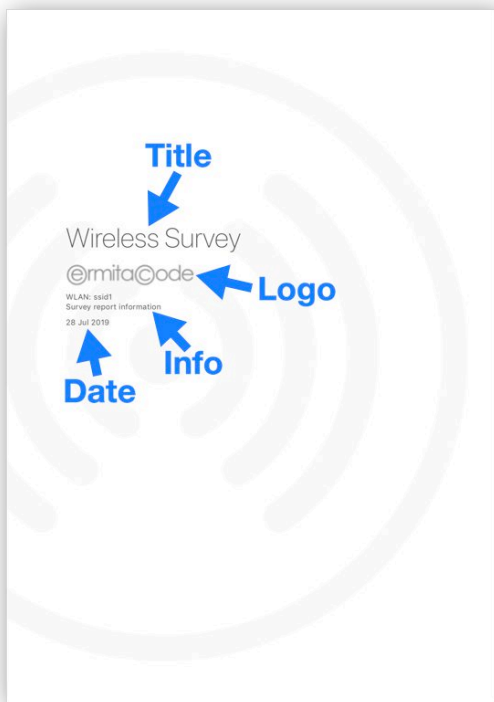 Title
Wireless Survey
ⓔrmitaⓒode
Logo
WLAN: ssid1
Survey report information
28 Jul 2019
Info
Date